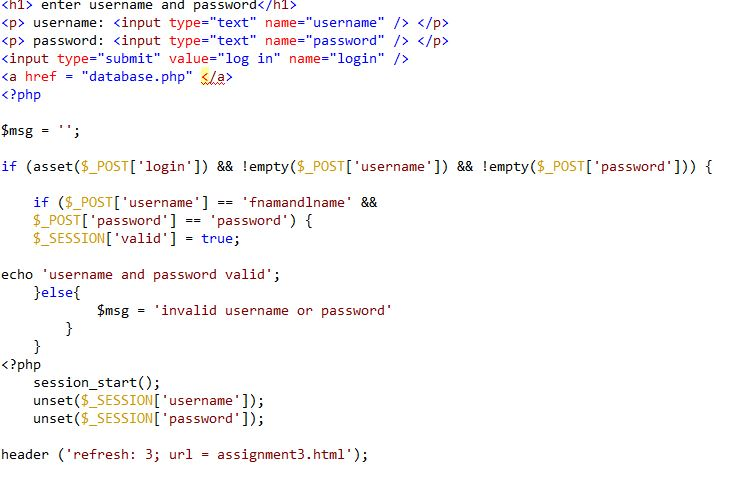 <h1> enter username and password</h1>
<p> username: <input type="text" name="username" /> </p>
<p> password: <input type="text" name="password" /> </p>
<input type="submit" value="log in" name="login" />
<a href = "database.php" </a>
<?php
$msg = '';
if (asset($_POST['login']) && !empty($_POST['username']) && !empty($_POST['password'])) {
if ($_POST['username'] == 'fnamandlname' &&
$_POST['password'] == 'password') {
$_SESSION['valid'] = true;
echo 'username and password valid';
}else{
$msg = 'invalid username or password'
}
}
<?php
session_start();
unset($_SESSION['username']);
unset($_SESSION['password']);
header ('refresh: 3; url = assignment3.html');